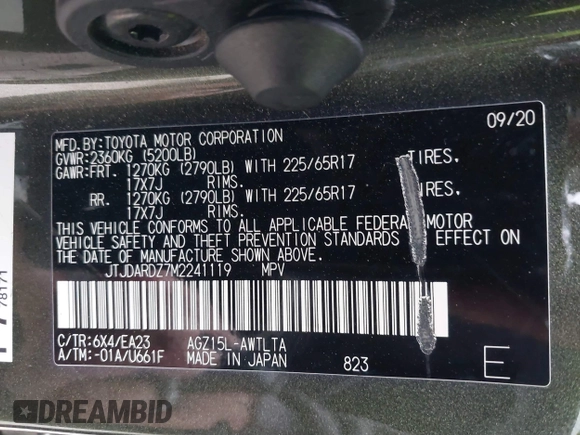 09/20
MFD.BY:TOYOTA MOTOR CORPORATION
GVWR:2360KG (5200LB)
GAWR:FRT. 1270KG (2790LB) WITH 225/65R17 TIRES,
17X7J RIMS.
RR. 1270KG (2790LB) WITH 225/65R17 TIRES,
17X7J RIMS.
THIS VEHICLE CONFORMS TO ALL APPLICABLE FEDERAL MOTOR
VEHICLE SAFETY AND THEFT PREVENTION STANDARDS IN EFFECT ON
THE DATE OF MANUFACTURE SHOWN ABOVE.
JTJDARDZ7M2241119 MPV
C/TR:6X4/EA23 AGZ15L-AWTLTA
A/TM:-01A/U661F MADE IN JAPAN 823 E
78171
DREAMBID